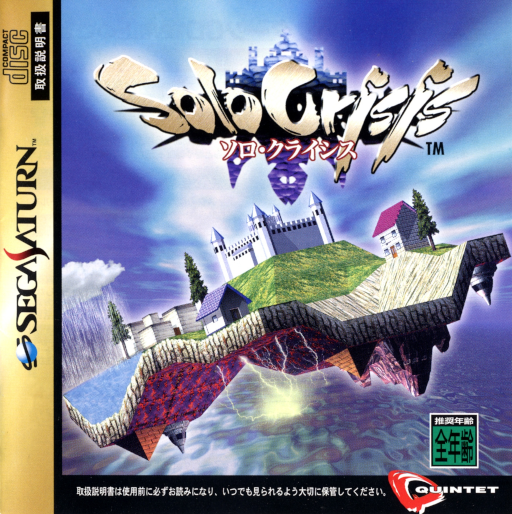 COMPACT
disc
取扱説明書
Solo Crisis
TM
ソロ・クライシス
SEGA SATURN
TM
推奨年齢
全年齢
取扱説明書は使用前に必ずお読みになり、いつでも見られるよう大切に保管してください。
QUINTET